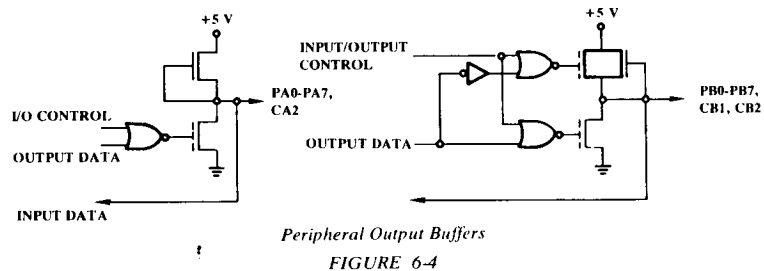 +5 V
PA0-PA7,
CA2
I/O CONTROL
OUTPUT DATA
INPUT DATA
+5 V
INPUT/OUTPUT
CONTROL
PB0-PB7,
CB1, CB2
OUTPUT DATA
Peripheral Output Buffers
t
FIGURE 6-4